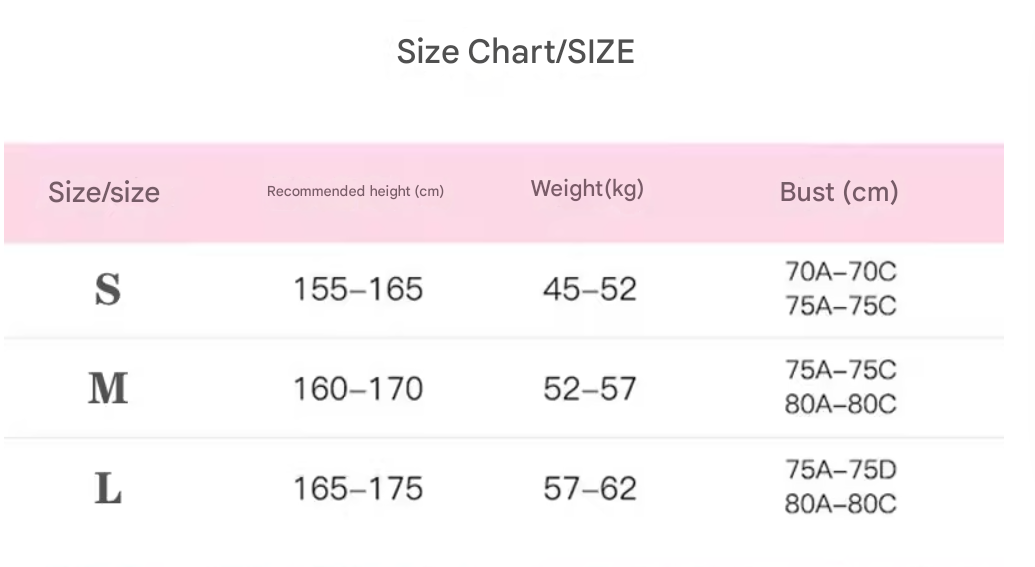 Size Chart/SIZE
Size/size Recommended height (cm) Weight(kg) Bust (cm)
S 155–165 45–52 70A–70C
75A–75C
M 160–170 52–57 75A–75C
80A–80C
L 165–175 57–62 75A–75D
80A–80C